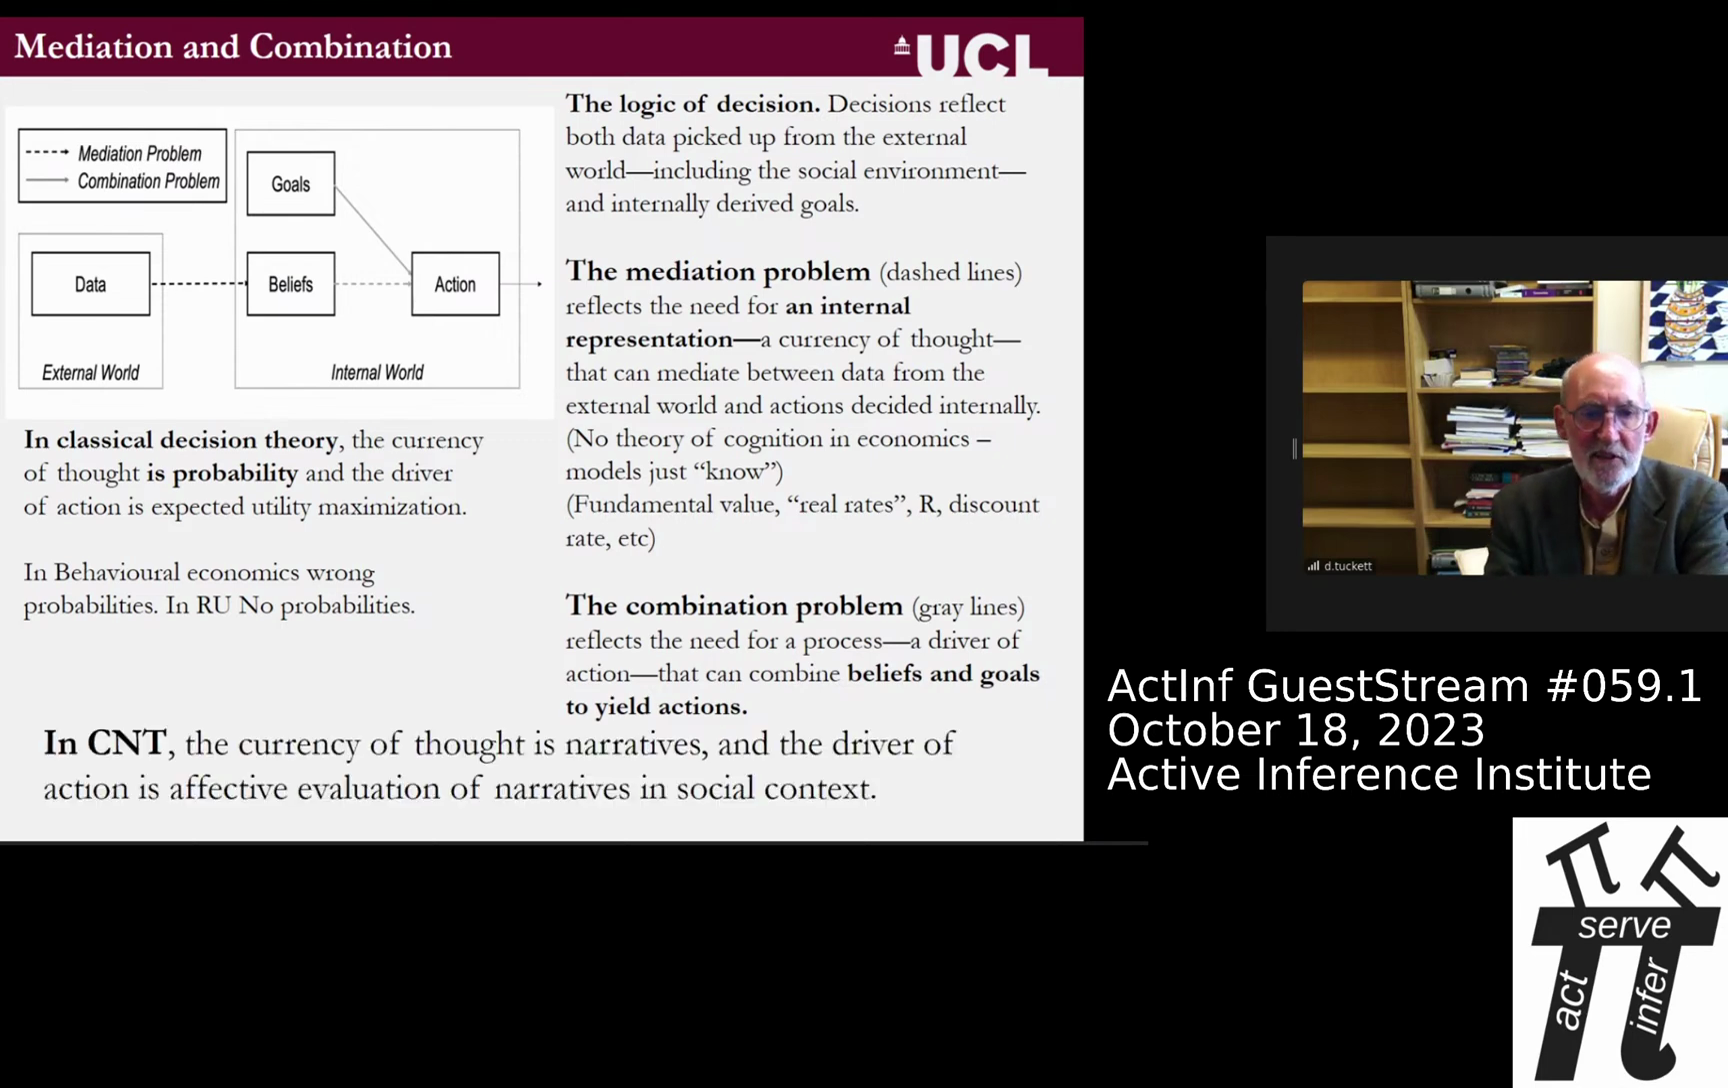 Mediation and Combination
UCL
Mediation Problem
Combination Problem
Goals
Data
Beliefs
Action
External World
Internal World
In classical decision theory, the currency
of thought is probability and the driver
of action is expected utility maximization.
In Behavioural economics wrong
probabilities. In RU No probabilities.
The logic of decision. Decisions reflect
both data picked up from the external
world—including the social environment—
and internally derived goals.
The mediation problem (dashed lines)
reflects the need for an internal
representation—a currency of thought—
that can mediate between data from the
external world and actions decided internally.
(No theory of cognition in economics –
models just “know”)
(Fundamental value, “real rates”, R, discount
rate, etc)
The combination problem (gray lines)
reflects the need for a process—a driver of
action—that can combine beliefs and goals
to yield actions.
In CNT, the currency of thought is narratives, and the driver of
action is affective evaluation of narratives in social context.
d.tuckett
ActInf GuestStream #059.1
October 18, 2023
Active Inference Institute
serve
act
infer